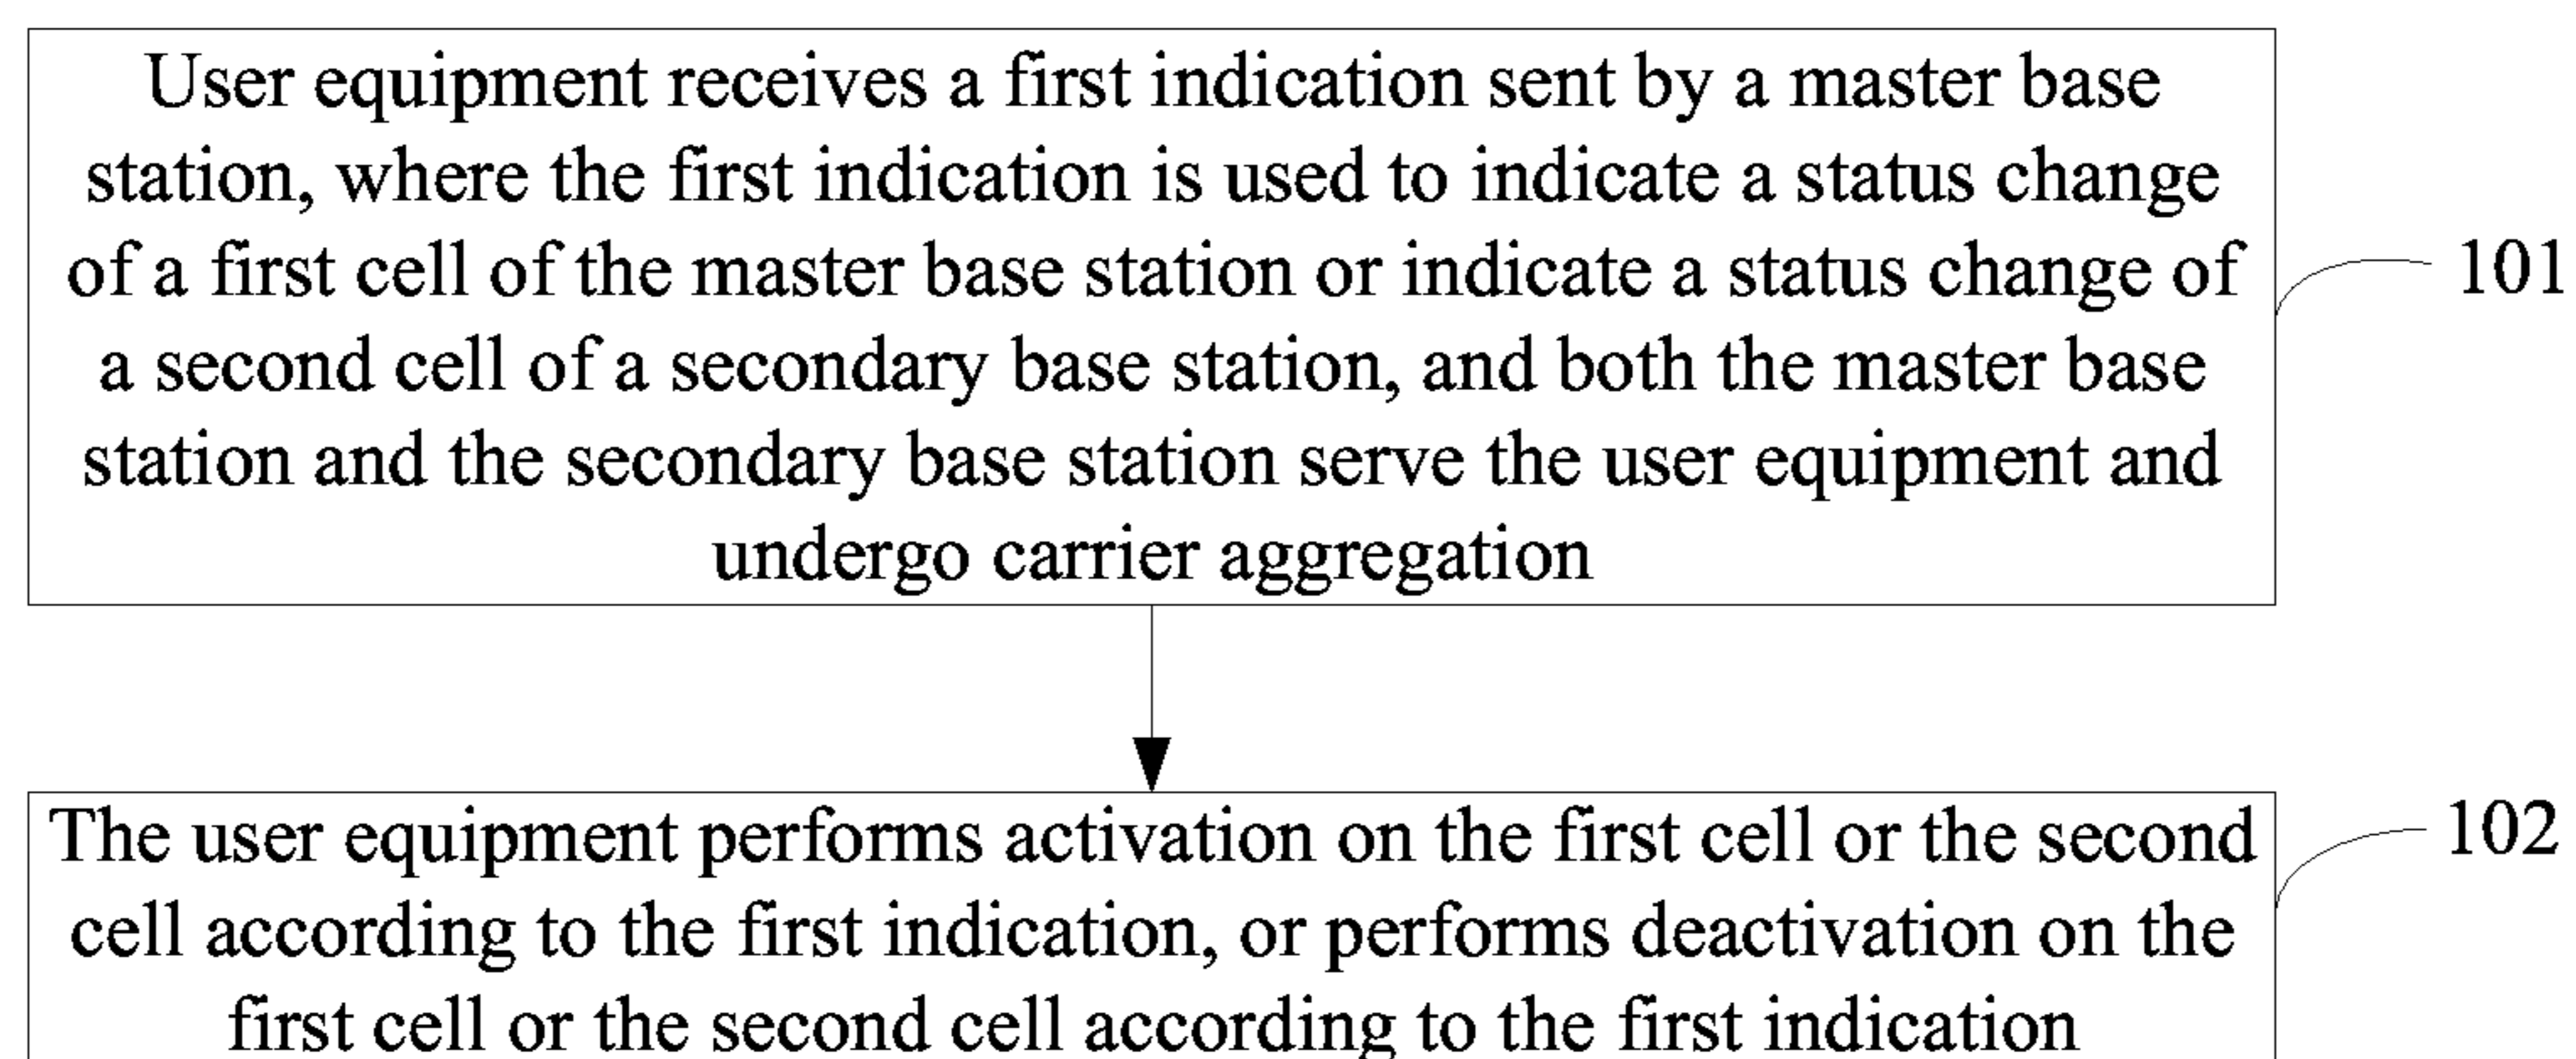 User equipment receives a first indication sent by a master base
station, where the first indication is used to indicate a status change
of a first cell of the master base station or indicate a status change of
a second cell of a secondary base station, and both the master base
station and the secondary base station serve the user equipment and
undergo carrier aggregation
101
The user equipment performs activation on the first cell or the second
cell according to the first indication, or performs deactivation on the
first cell or the second cell according to the first indication
102